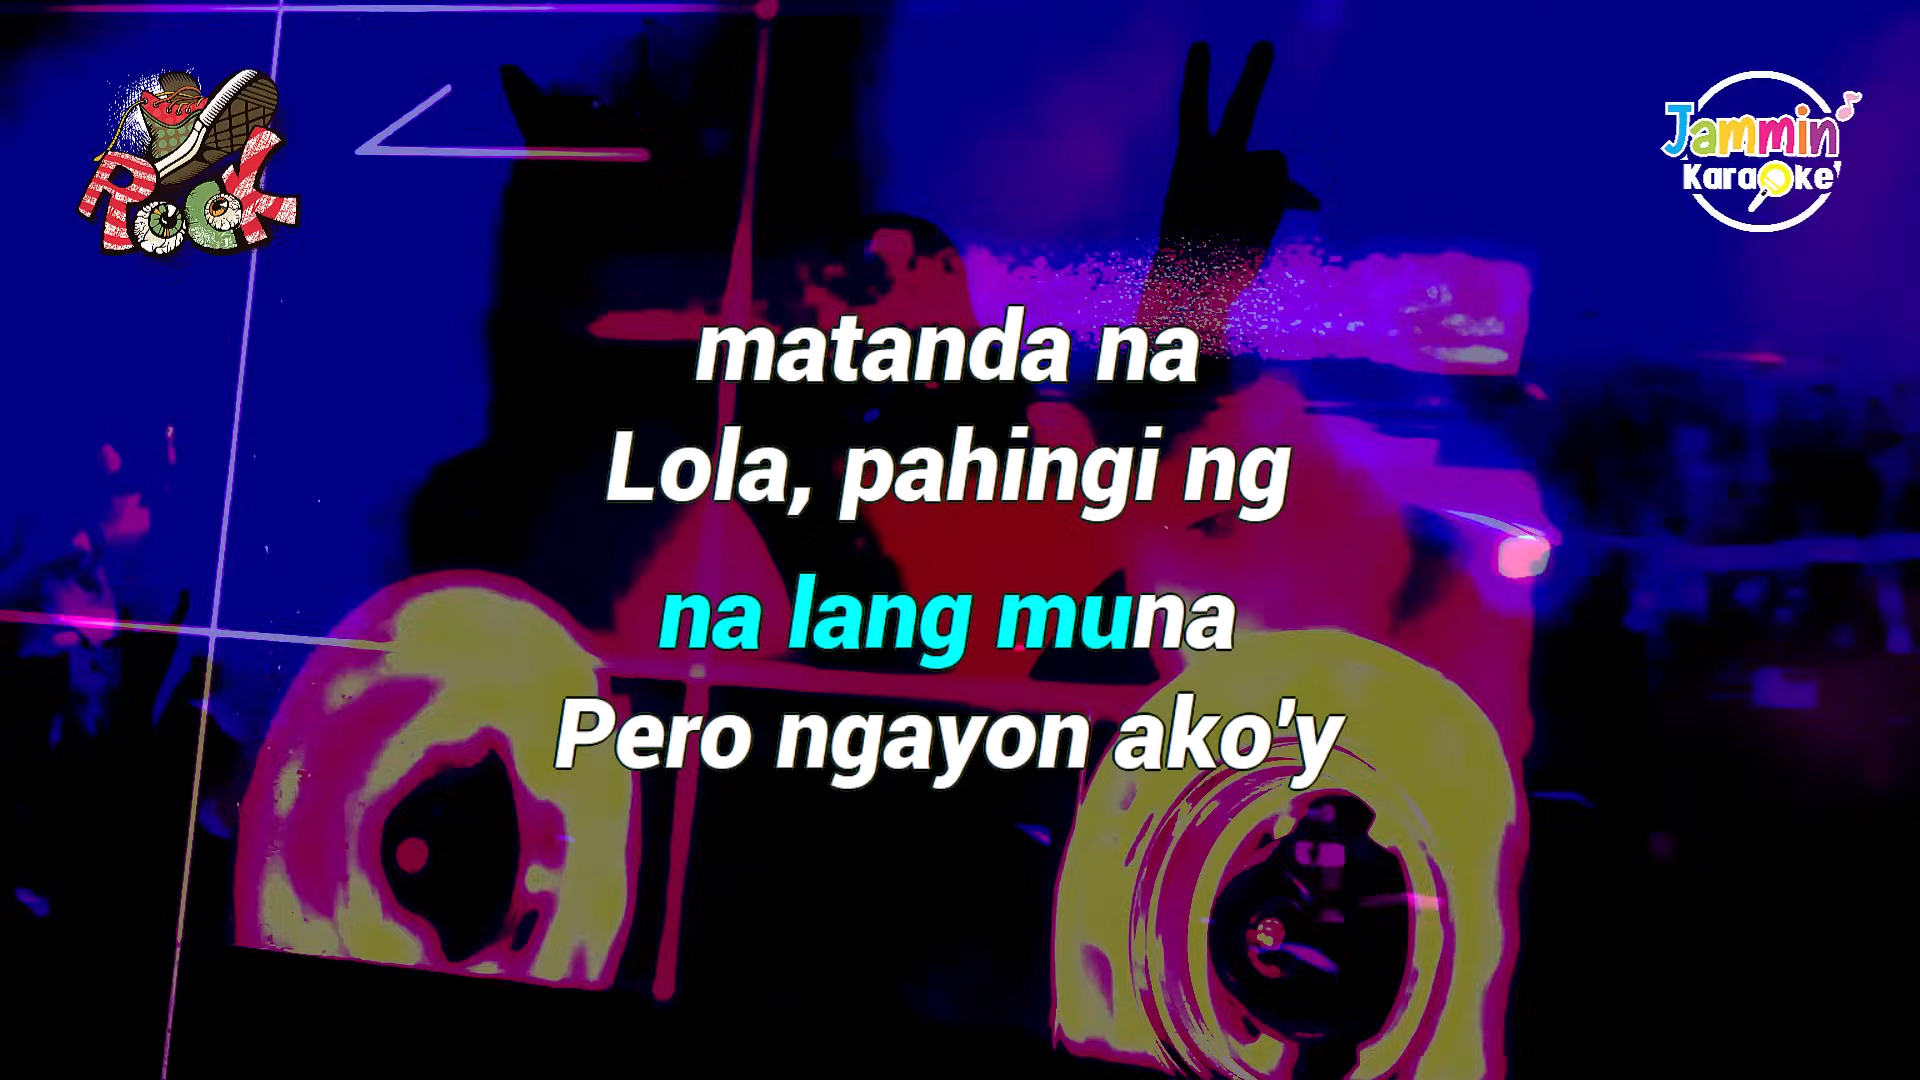 Rock
Jammin'
Karaoke
matanda na
Lola, pahingi ng
na lang muna
Pero ngayon ako'y